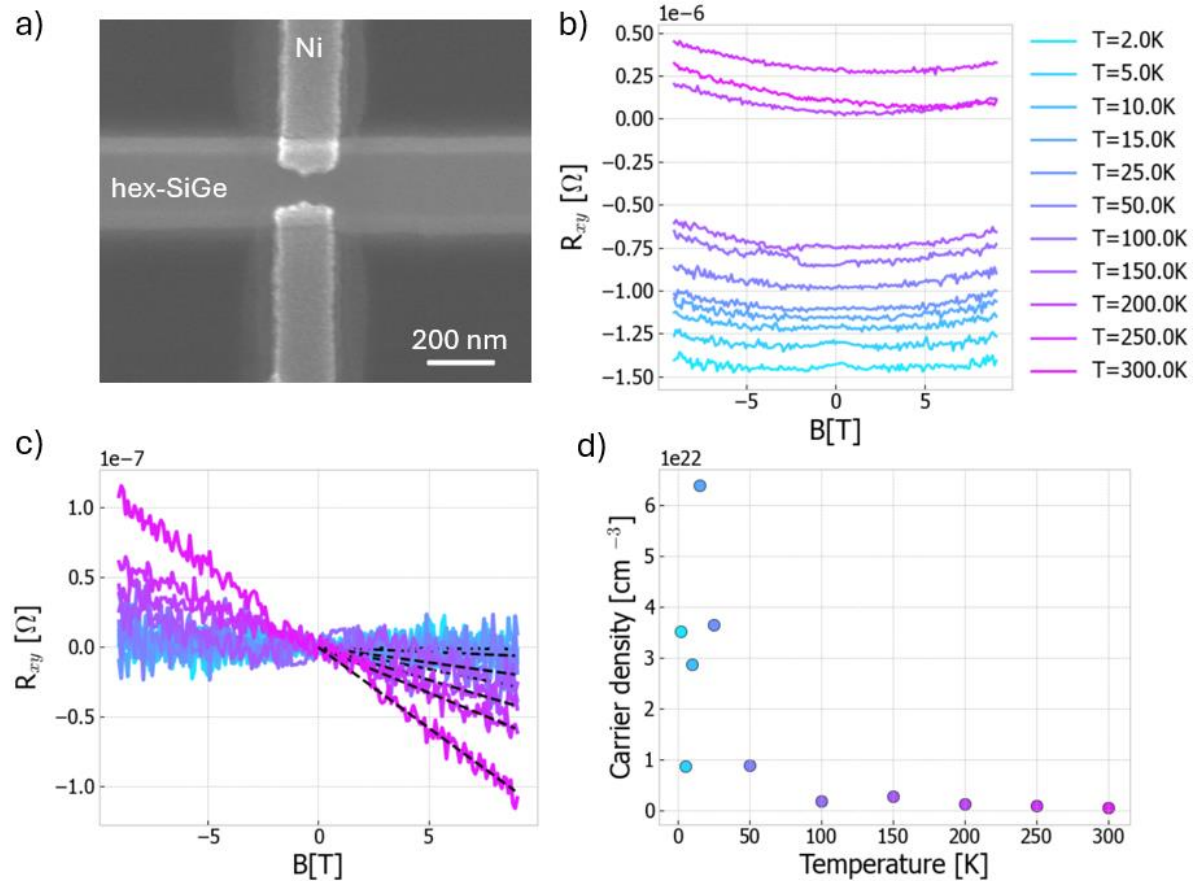 a)
Ni
hex-SiGe
200 nm
b)
1e−6
0.50
0.25
0.00
−0.25
−0.50
−0.75
−1.00
−1.25
−1.50
R_xy [Ω]
−5
0
5
B[T]
T=2.0K
T=5.0K
T=10.0K
T=15.0K
T=25.0K
T=50.0K
T=100.0K
T=150.0K
T=200.0K
T=250.0K
T=300.0K
c)
1e−7
1.0
0.5
0.0
−0.5
−1.0
R_xy [Ω]
−5
0
5
B[T]
d)
1e22
6
5
4
3
2
1
0
Carrier density [cm −3]
0
50
100
150
200
250
300
Temperature [K]